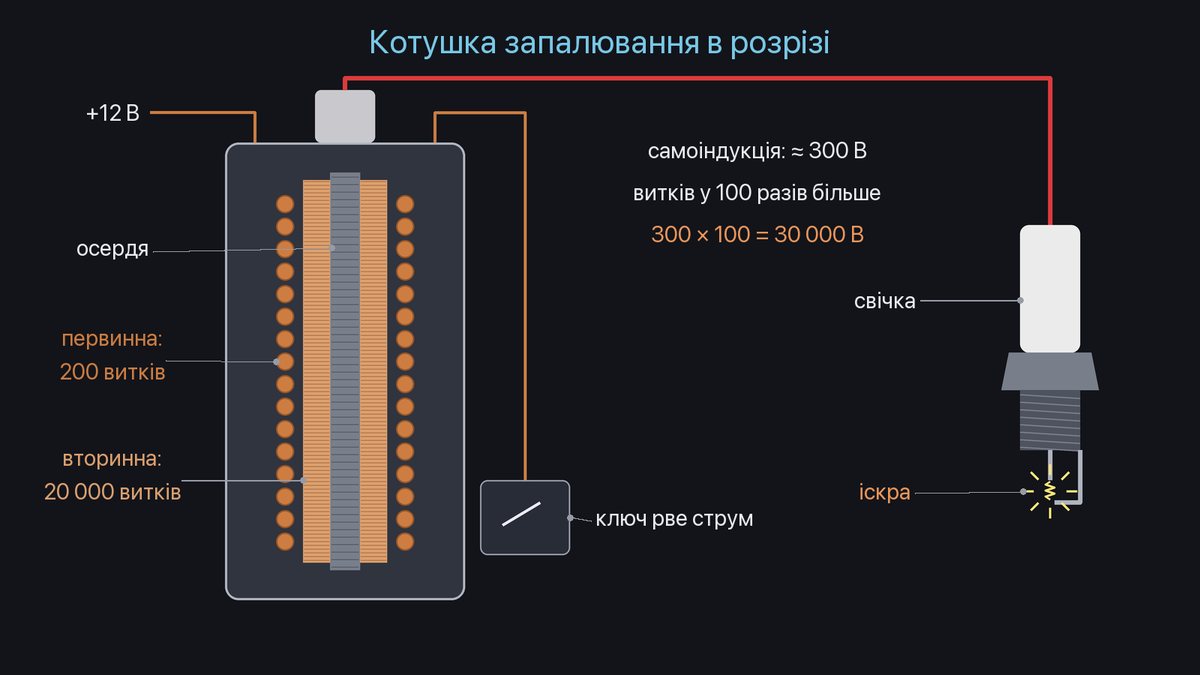 Котушка запалювання в розрізі
+12 В
самоіндукція: ≈ 300 В
витків у 100 разів більше
300 × 100 = 30 000 В
осердя
свічка
первинна:
200 витків
вторинна:
20 000 витків
іскра
ключ рве струм